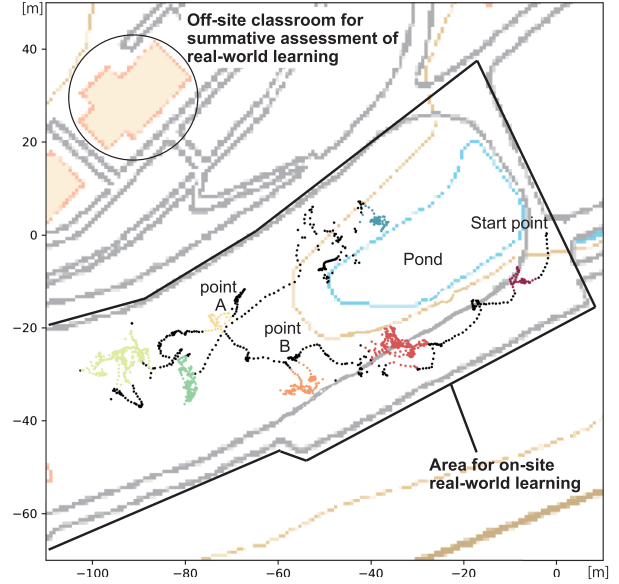 [m]
Off-site classroom for
summative assessment of
real-world learning
40
20
0
−20
−40
−60
Start point
Pond
point
A
point
B
Area for on-site
real-world learning
−100
−80
−60
−40
−20
0
[m]